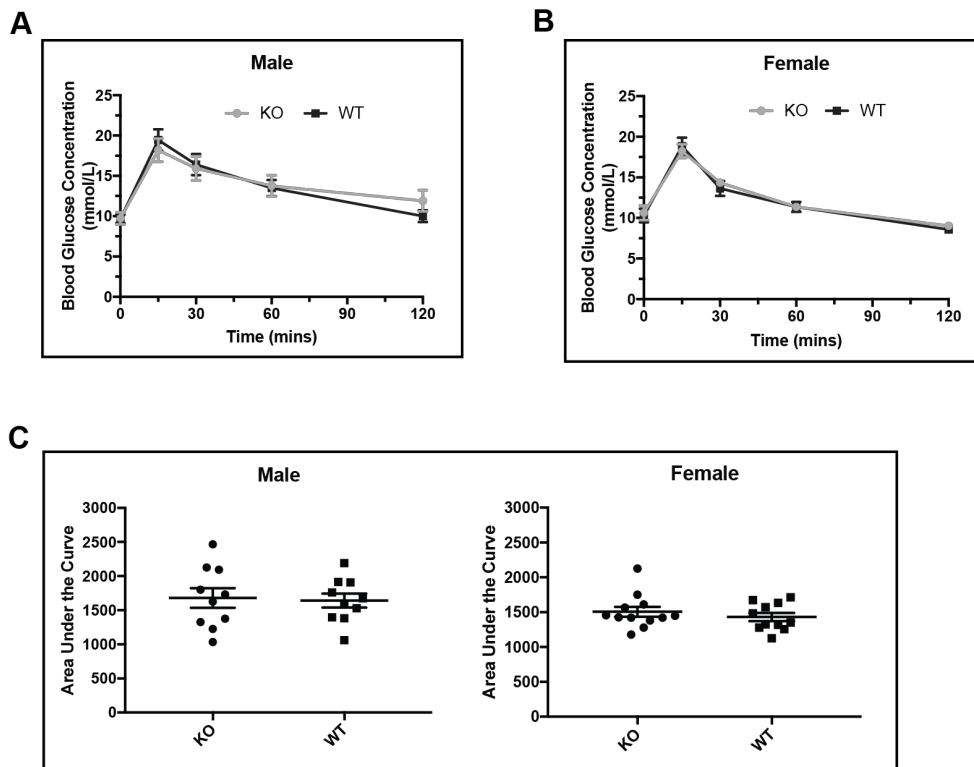 A
Male
KO
WT
Blood Glucose Concentration
(mmol/L)
25
20
15
10
5
0
0
30
60
90
120
Time (mins)
B
Female
KO
WT
Blood Glucose Concentration
(mmol/L)
25
20
15
10
5
0
0
30
60
90
120
Time (mins)
C
Male
Area Under the Curve
3000
2500
2000
1500
1000
500
0
KO
WT
Female
Area Under the Curve
3000
2500
2000
1500
1000
500
0
KO
WT